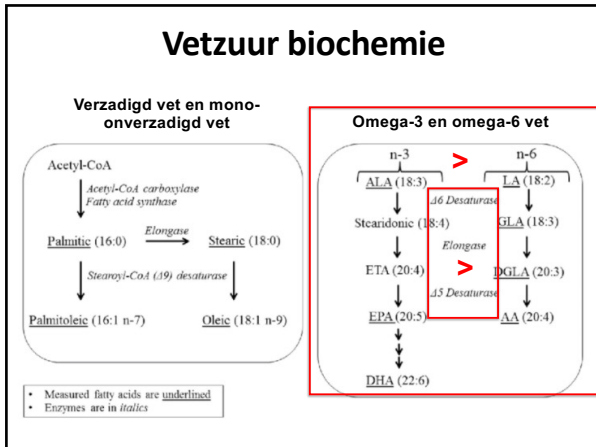 Vetzuur biochemie
Verzadigd vet en mono-
onverzadigd vet
Acetyl-CoA
Acetyl-CoA carboxylase
Fatty acid synthase
Elongase
Palmitic (16:0)
Stearic (18:0)
Stearoyl-CoA (Δ9) desaturase
Palmitoleic (16:1 n-7)
Oleic (18:1 n-9)
Omega-3 en omega-6 vet
n-3
>
n-6
ALA (18:3)
LA (18:2)
Δ6 Desaturase
Stearidonic (18:4)
GLA (18:3)
Elongase
ETA (20:4)
>
DGLA (20:3)
Δ5 Desaturase
EPA (20:5)
AA (20:4)
DHA (22:6)
• Measured fatty acids are underlined
• Enzymes are in italics